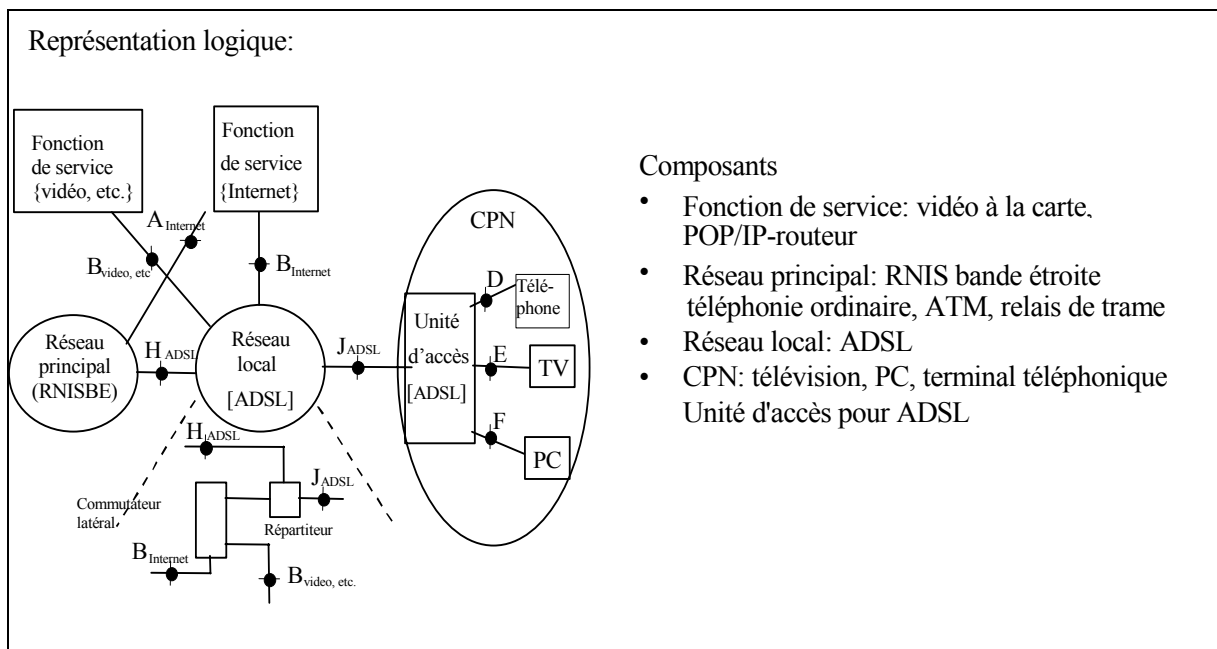 Représentation logique:
Fonction
de service
{vidéo, etc.}
Fonction
de service
{Internet}
A Internet
B video, etc
B Internet
CPN
D
Télé-
phone
Unité
d'accès
[ADSL]
E
TV
F
PC
Réseau
principal
(RNISBE)
H ADSL
Réseau
local
[ADSL]
J ADSL
H ADSL
J ADSL
Commutateur
latéral
Répartiteur
B Internet
B video, etc.
Composants
• Fonction de service: vidéo à la carte,
POP/IP-routeur
• Réseau principal: RNIS bande étroite
téléphonie ordinaire, ATM, relais de trame
• Réseau local: ADSL
• CPN: télévision, PC, terminal téléphonique
Unité d'accès pour ADSL